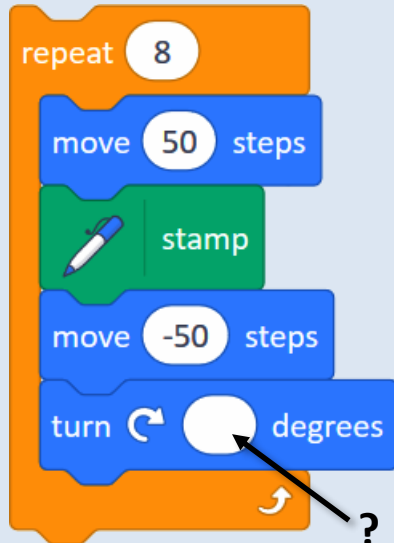 repeat 8
move 50 steps
stamp
move -50 steps
turn degrees
?